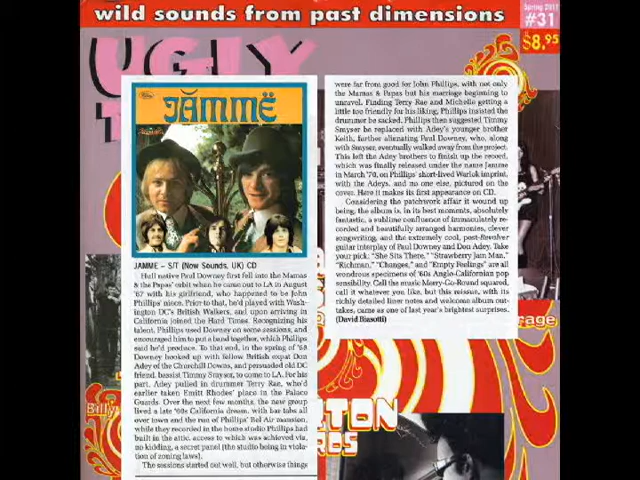 wild sounds from past dimensions
Spring 2011
#31
$8.95
UGLY
JÄMMË
JAMME – S/T (Now Sounds, UK) CD
Hull native Paul Downey first fell into the Mamas
& the Papas' orbit when he came out to LA in August
'67 with his girlfriend, who happened to be John
Phillips' niece. Prior to that, he'd played with Wash-
ington DC's British Walkers, and upon arriving in
California joined the Hard Times. Recognizing his
talent, Phillips used Downey on some sessions, and
encouraged him to put a band together, which Phillips
said he'd produce. To that end, in the spring of '68
Downey hooked up with fellow British expat Don
Adey of the Churchill Downs, and persuaded old DC
friend, bassist Timmy Smyser, to come to LA. For his
part, Adey pulled in drummer Terry Rae, who'd
earlier taken Emitt Rhodes' place in the Palace
Guards. Over the next few months, the new group
lived a late '60s California dream, with bar tabs all
over town and the run of Phillips' Bel Air mansion,
while they recorded in the home studio Phillips had
built in the attic, access to which was achieved via,
no kidding, a secret panel (the studio being in viola-
tion of zoning laws).
The sessions started out well, but otherwise things
were far from good for John Phillips, with not only
the Mamas & Papas but his marriage beginning to
unravel. Finding Terry Rae and Michelle getting a
little too friendly for his liking, Phillips insisted the
drummer be sacked. Phillips then suggested Timmy
Smyser be replaced with Adey's younger brother
Keith, further alienating Paul Downey, who, along
with Smyser, eventually walked away from the project.
This left the Adey brothers to finish up the record,
which was finally released under the name Jamme
in March '70, on Phillips' short-lived Warlok imprint,
with the Adeys, and no one else, pictured on the
cover. Here it makes its first appearance on CD.
Considering the patchwork affair it wound up
being, the album is, in its best moments, absolutely
fantastic, a sublime confluence of immaculately re-
corded and beautifully arranged harmonies, clever
songwriting, and the extremely cool, post-Revolver
guitar interplay of Paul Downey and Don Adey. Take
your pick: "She Sits There," "Strawberry Jam Man,"
"Richman," "Changes," and "Empty Feelings" are all
wondrous specimens of '60s Anglo-Californian pop
sensibility. Call the music Merry-Go-Round squared,
call it whatever you like, but this reissue, with its
richly detailed liner notes and welcome album out-
takes, came as one of last year's brightest surprises.
(David Biasotti)
rage
Billy
TON
ROS